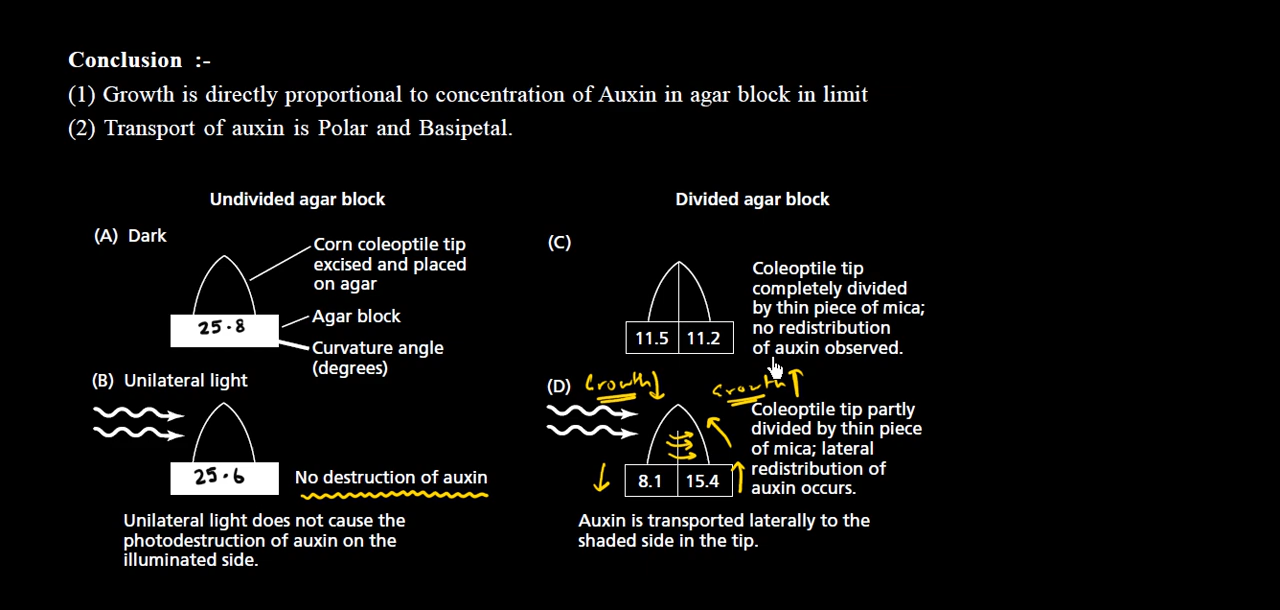 Conclusion :-
(1) Growth is directly proportional to concentration of Auxin in agar block in limit
(2) Transport of auxin is Polar and Basipetal.
Undivided agar block
(A) Dark
Corn coleoptile tip
excised and placed
on agar
25.8
Agar block
Curvature angle
(degrees)
(B) Unilateral light
25.6
No destruction of auxin
Unilateral light does not cause the
photodestruction of auxin on the
illuminated side.
Divided agar block
(C)
Coleoptile tip
completely divided
by thin piece of mica;
no redistribution
of auxin observed.
11.5 11.2
(D) Growth↓ Growth↑
Coleoptile tip partly
divided by thin piece
of mica; lateral
redistribution of
auxin occurs.
8.1 15.4
Auxin is transported laterally to the
shaded side in the tip.